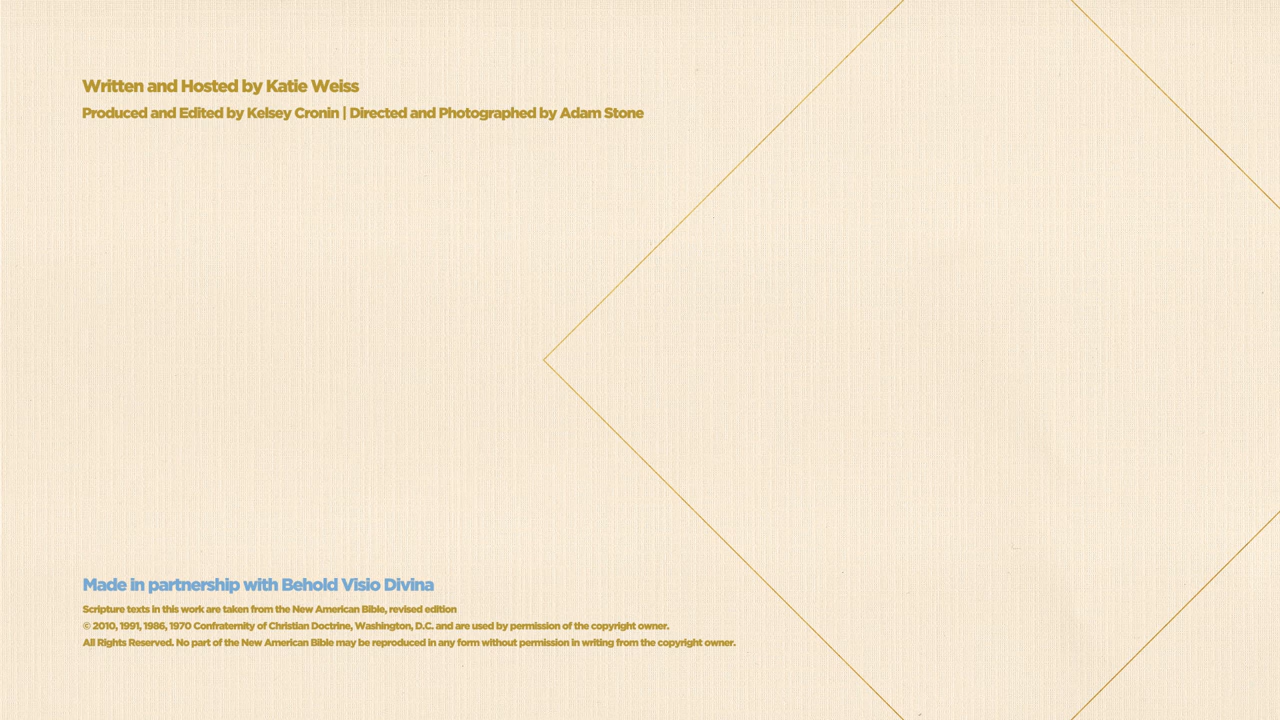 Written and Hosted by Katie Weiss
Produced and Edited by Kelsey Cronin | Directed and Photographed by Adam Stone
Made in partnership with Behold Visio Divina
Scripture texts in this work are taken from the New American Bible, revised edition
© 2010, 1991, 1986, 1970 Confraternity of Christian Doctrine, Washington, D.C. and are used by permission of the copyright owner.
All Rights Reserved. No part of the New American Bible may be reproduced in any form without permission in writing from the copyright owner.